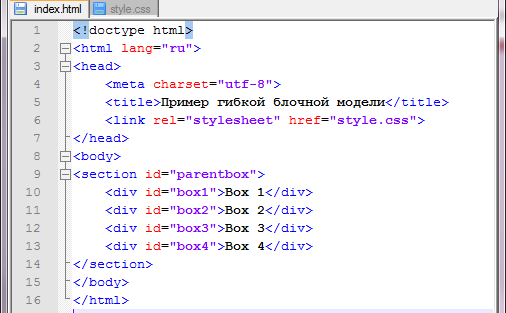 index.html style.css
1 <!doctype html>
2 <html lang="ru">
3 <head>
4 <meta charset="utf-8">
5 <title>Пример гибкой блочной модели</title>
6 <link rel="stylesheet" href="style.css">
7 </head>
8 <body>
9 <section id="parentbox">
10 <div id="box1">Box 1</div>
11 <div id="box2">Box 2</div>
12 <div id="box3">Box 3</div>
13 <div id="box4">Box 4</div>
14 </section>
15 </body>
16 </html>